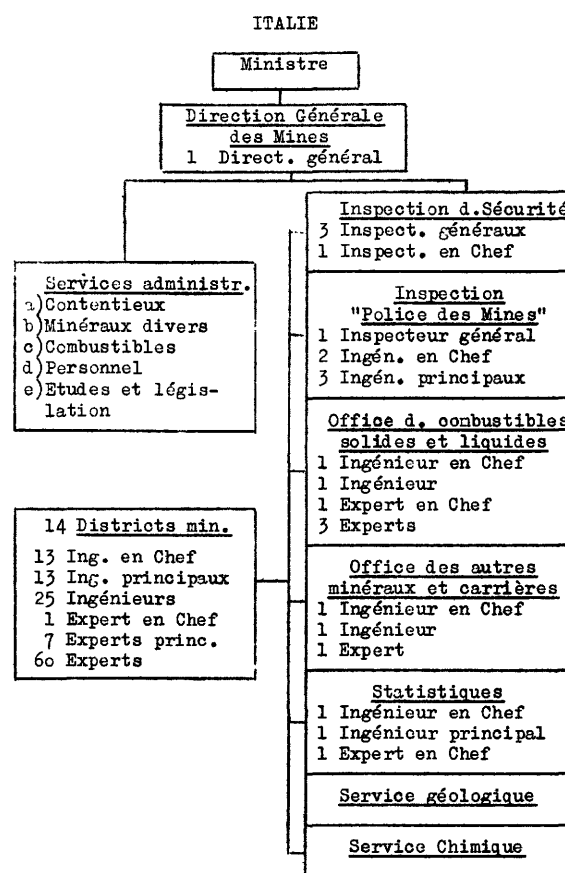 ITALIE
Ministre
Direction Générale
des Mines
1 Direct. général
Services administr.
a) Contentieux
b) Minéraux divers
c) Combustibles
d) Personnel
e) Etudes et légis-
lation
14 Districts min.
13 Ing. en Chef
13 Ing. principaux
25 Ingénieurs
1 Expert en Chef
7 Experts princ.
60 Experts
Inspection d.Sécurité
3 Inspect. généraux
1 Inspect. en Chef
Inspection
"Police des Mines"
1 Inspecteur général
2 Ingén. en Chef
3 Ingén. principaux
Office d. combustibles
solides et liquides
1 Ingénieur en Chef
1 Ingénieur
1 Expert en Chef
3 Experts
Office des autres
minéraux et carrières
1 Ingénieur en Chef
1 Ingénieur
1 Expert
Statistiques
1 Ingénieur en Chef
1 Ingénieur principal
1 Expert en Chef
Service géologique
Service Chimique